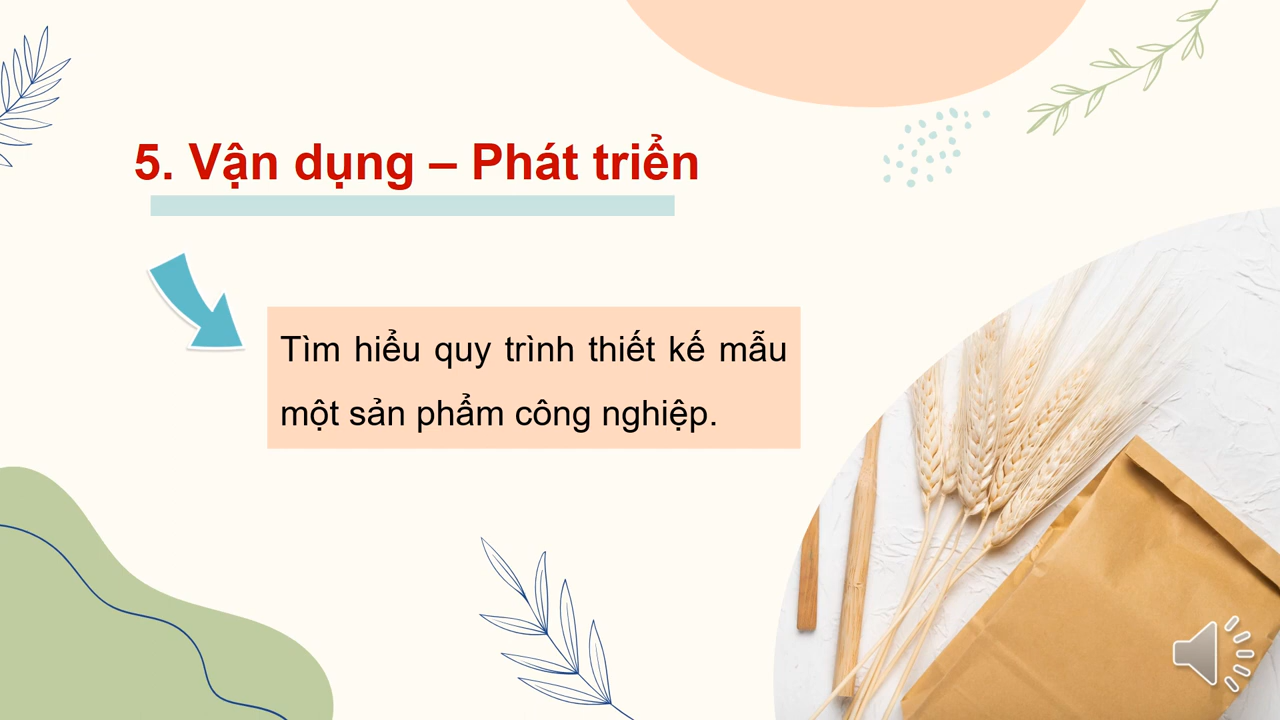 5. Vận dụng – Phát triển
Tìm hiểu quy trình thiết kế mẫu
một sản phẩm công nghiệp.